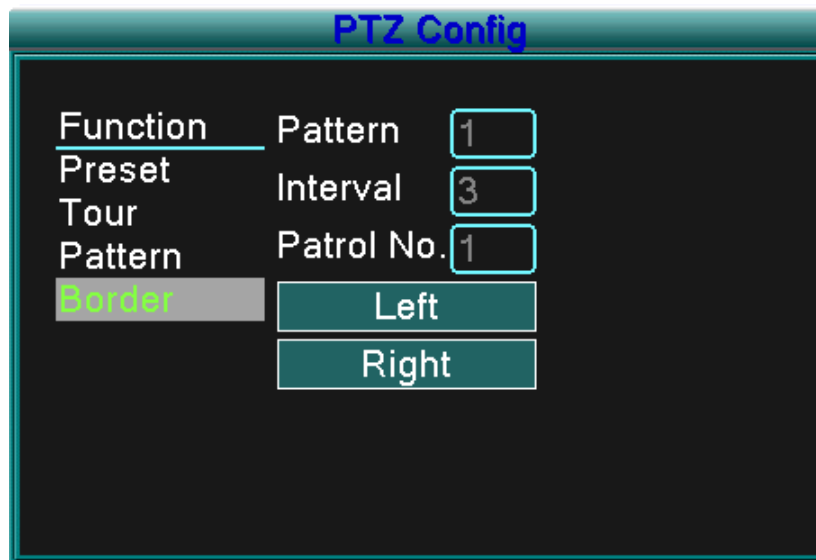 PTZ Config
Function
Preset
Tour
Pattern
Border
Pattern 1
Interval 3
Patrol No. 1
Left
Right